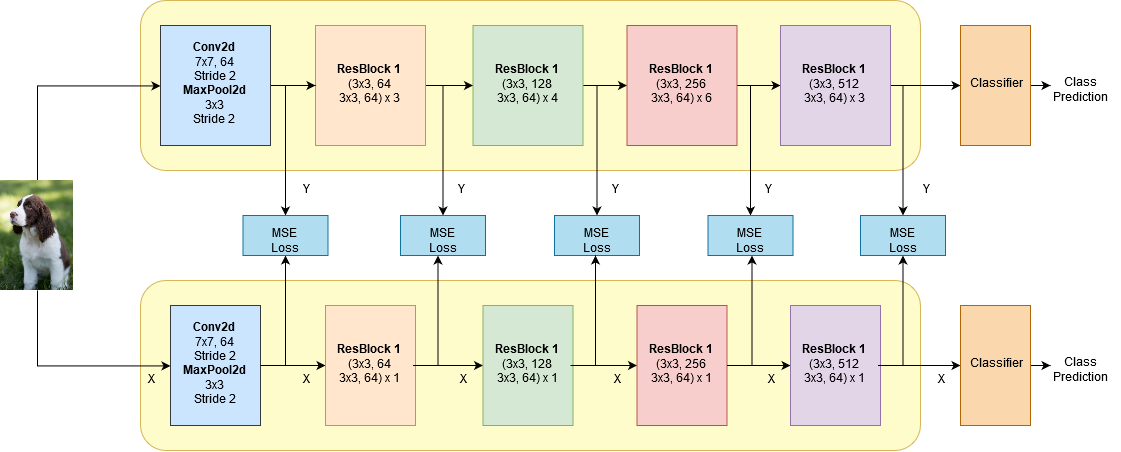 Conv2d
7x7, 64
Stride 2
MaxPool2d
3x3
Stride 2
ResBlock 1
(3x3, 64
3x3, 64) x 3
ResBlock 1
(3x3, 128
3x3, 64) x 4
ResBlock 1
(3x3, 256
3x3, 64) x 6
ResBlock 1
(3x3, 512
3x3, 64) x 3
Classifier
Class
Prediction
Y
Y
Y
Y
Y
MSE
Loss
MSE
Loss
MSE
Loss
MSE
Loss
MSE
Loss
X
Conv2d
7x7, 64
Stride 2
MaxPool2d
3x3
Stride 2
X
ResBlock 1
(3x3, 64
3x3, 64) x 1
X
ResBlock 1
(3x3, 128
3x3, 64) x 1
X
ResBlock 1
(3x3, 256
3x3, 64) x 1
X
ResBlock 1
(3x3, 512
3x3, 64) x 1
X
Classifier
Class
Prediction